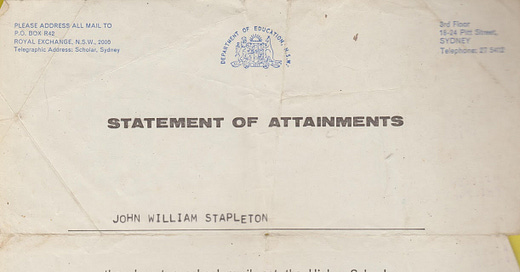 PLEASE ADDRESS ALL MAIL TO
P.O. BOX R42
ROYAL EXCHANGE, N.S.W., 2000
Telegraphic Address: Scholar, Sydney
DEPARTMENT OF EDUCATION, N.S.W.
3rd Floor
16-24 Pitt Street,
SYDNEY
Telephone: 27 5412
STATEMENT OF ATTAINMENTS
JOHN WILLIAM STAPLETON